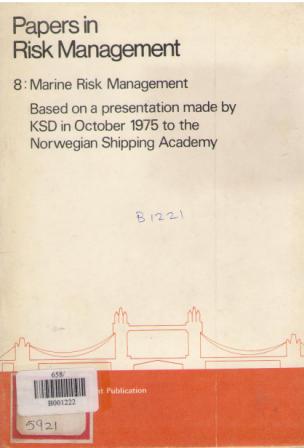 Papers in
Risk Management
8: Marine Risk Management
Based on a presentation made by
KSD in October 1975 to the
Norwegian Shipping Academy
B1221
658/
B001222
t Publication
5921